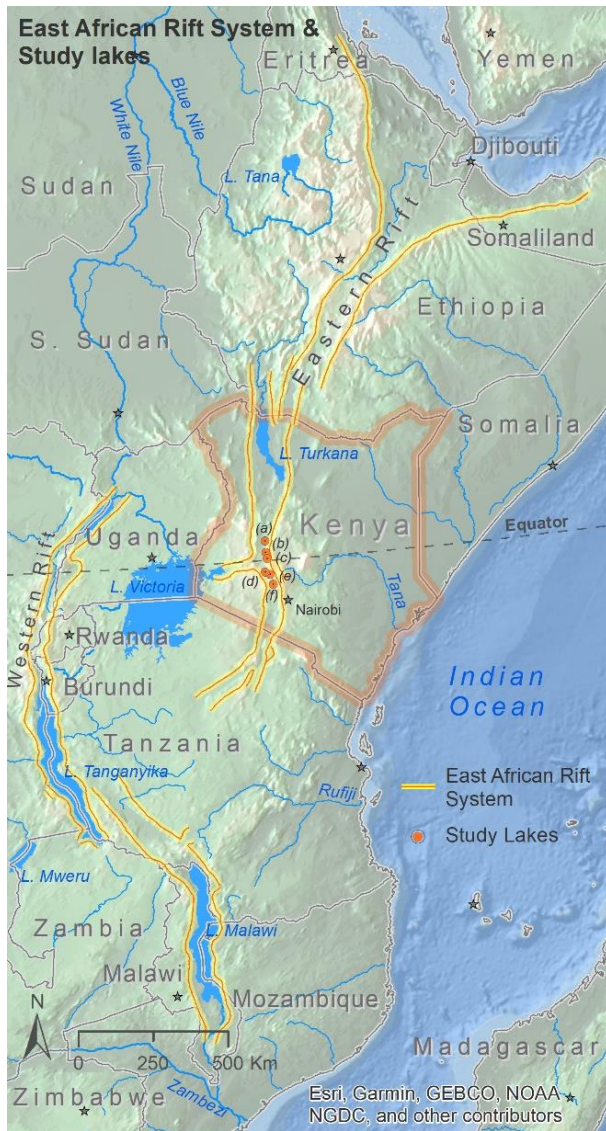 East African Rift System &
Study lakes
Eritrea
Yemen
White Nile
Blue Nile
L. Tana
Djibouti
Sudan
Somaliland
Eastern Rift
Ethiopia
S. Sudan
Somalia
L. Turkana
(a)
Kenya
(b)
Equator
Uganda
(c)
L. Victoria
(d)
(e)
(f)
Tana
Nairobi
Western Rift
Rwanda
Burundi
Indian
Ocean
Tanzania
L. Tanganyika
East African Rift
System
Rufiji
Study Lakes
L. Mweru
Zambia
L. Malawi
Malawi
N
Mozambique
0 250 500 Km
Madagascar
Zimbabwe
Zambezi
Esri, Garmin, GEBCO, NOAA
NGDC, and other contributors